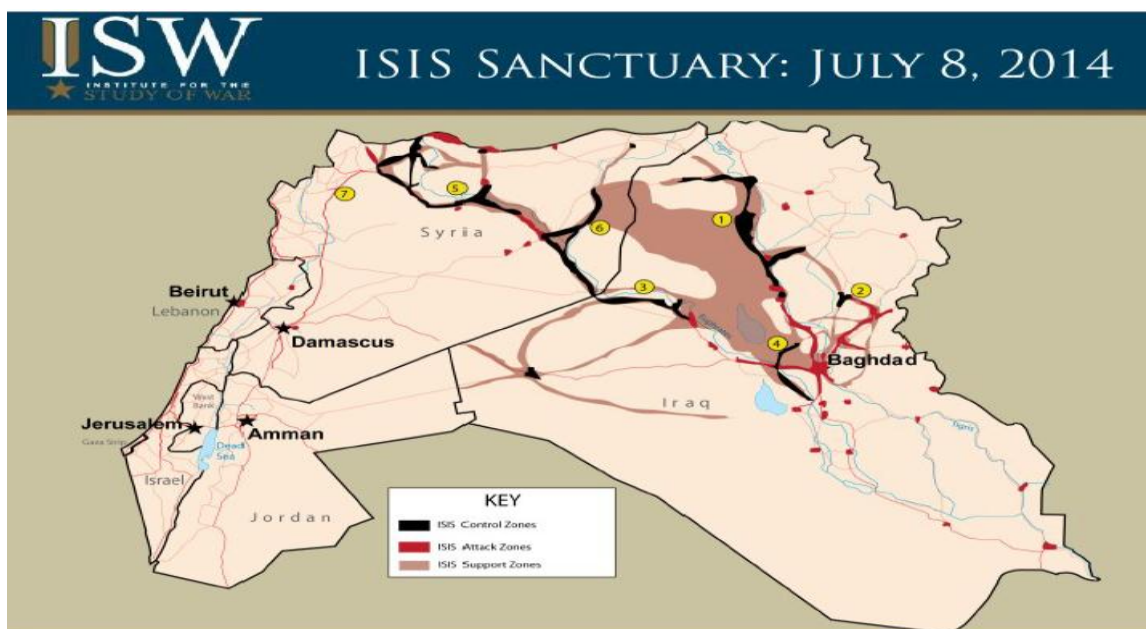 ISW
INSTITUTE FOR THE
STUDY OF WAR
ISIS SANCTUARY: JULY 8, 2014
Tigris
7
5
6
1
Syria
3
2
Beirut
Lebanon
Euphrates
4
Damascus
Baghdad
West
Bank
Iraq
Jerusalem
Amman
Gaza Strip
Dead
Sea
Tigris
Israel
Jordan
KEY
ISIS Control Zones
ISIS Attack Zones
ISIS Support Zones